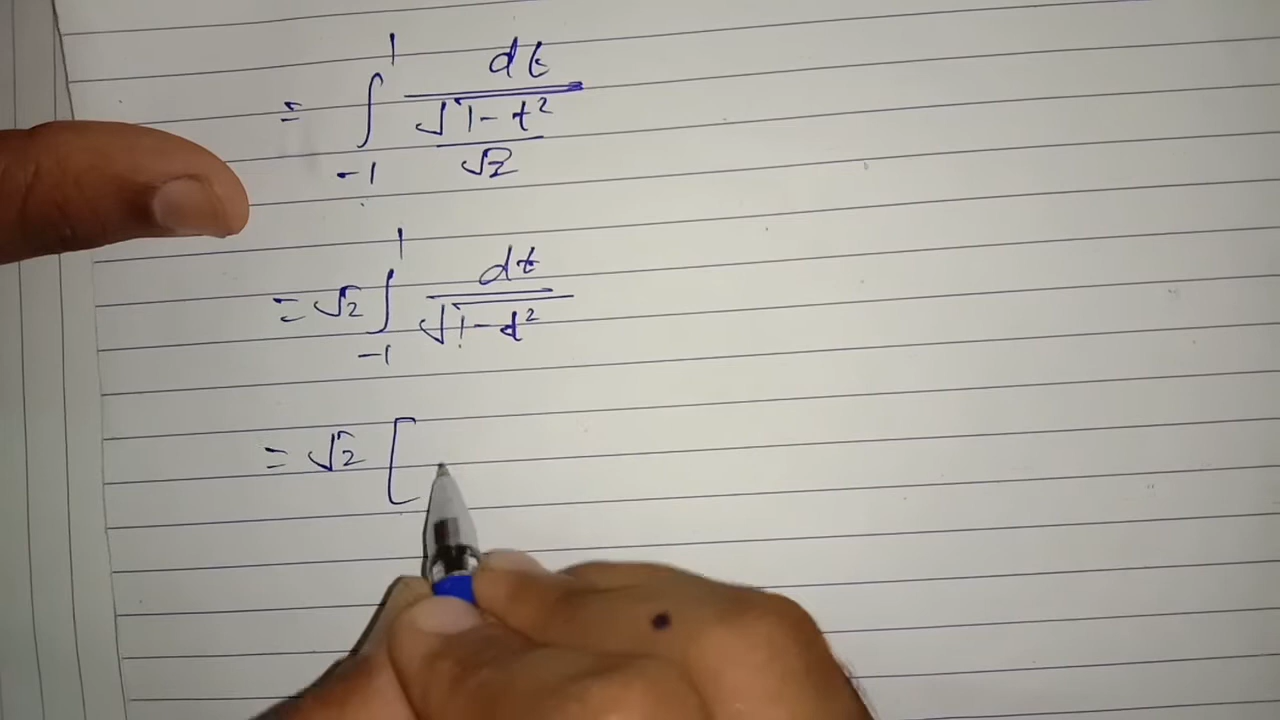 = ∫_{-1}^{1} dt / (√(1-t²) / √2)
= √2 ∫_{-1}^{1} dt / √(1-t²)
= √2 [